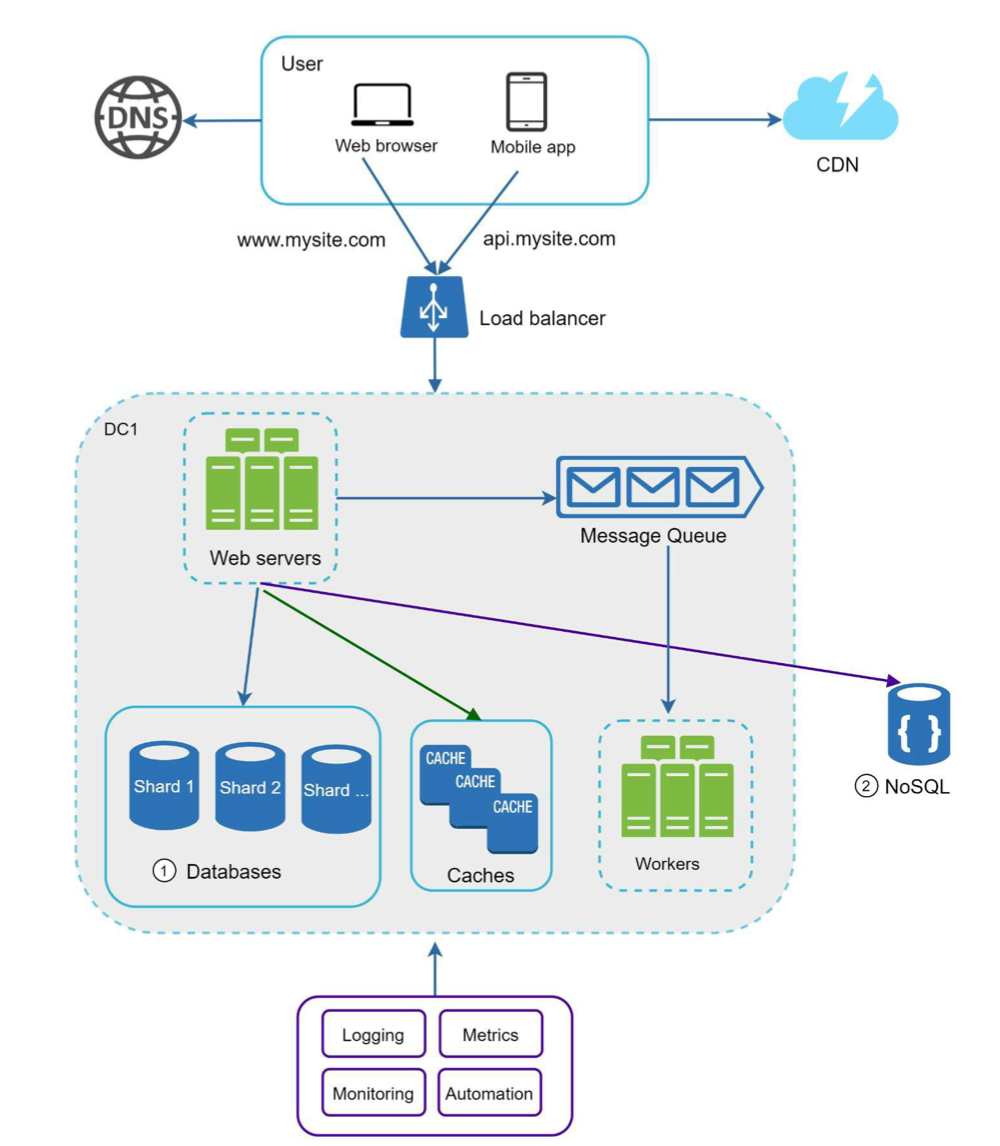 User
DNS
Web browser
Mobile app
CDN
www.mysite.com
api.mysite.com
Load balancer
DC1
Web servers
Message Queue
Shard 1
Shard 2
Shard ...
① Databases
CACHE
CACHE
CACHE
Caches
Workers
{ }
② NoSQL
Logging
Metrics
Monitoring
Automation